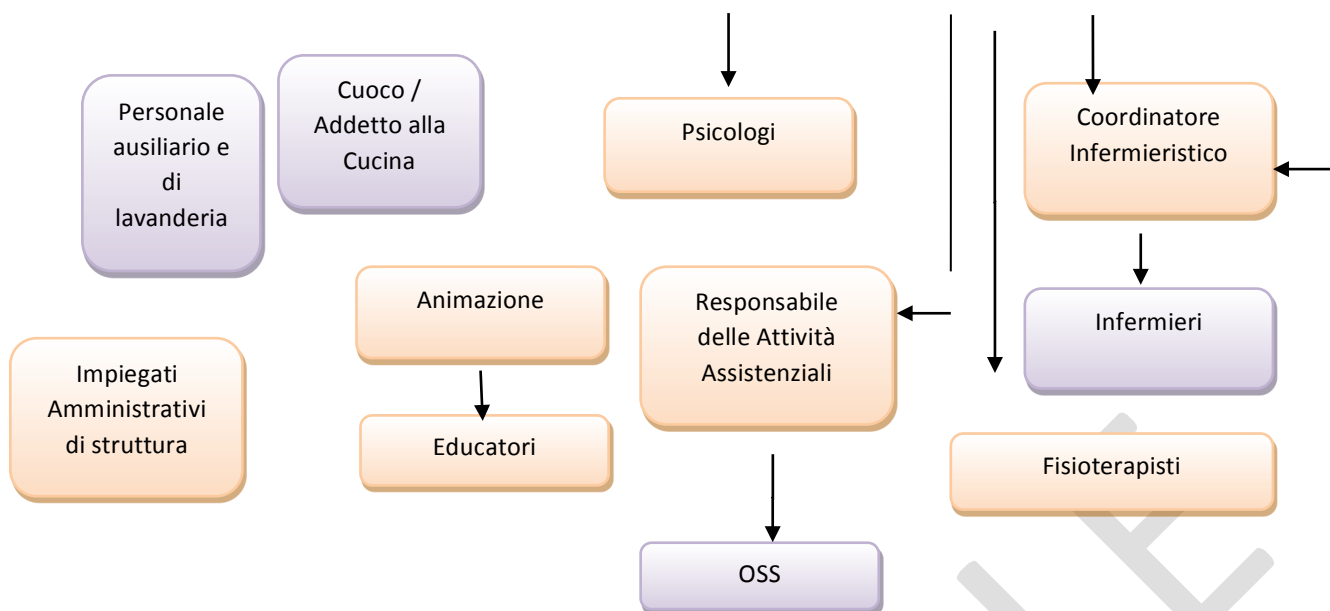 Personale
ausiliario e
di
lavanderia
Cuoco /
Addetto alla
Cucina
Psicologi
Coordinatore
Infermieristico
Animazione
Responsabile
delle Attività
Assistenziali
Infermieri
Impiegati
Amministrativi
di struttura
Educatori
Fisioterapisti
OSS